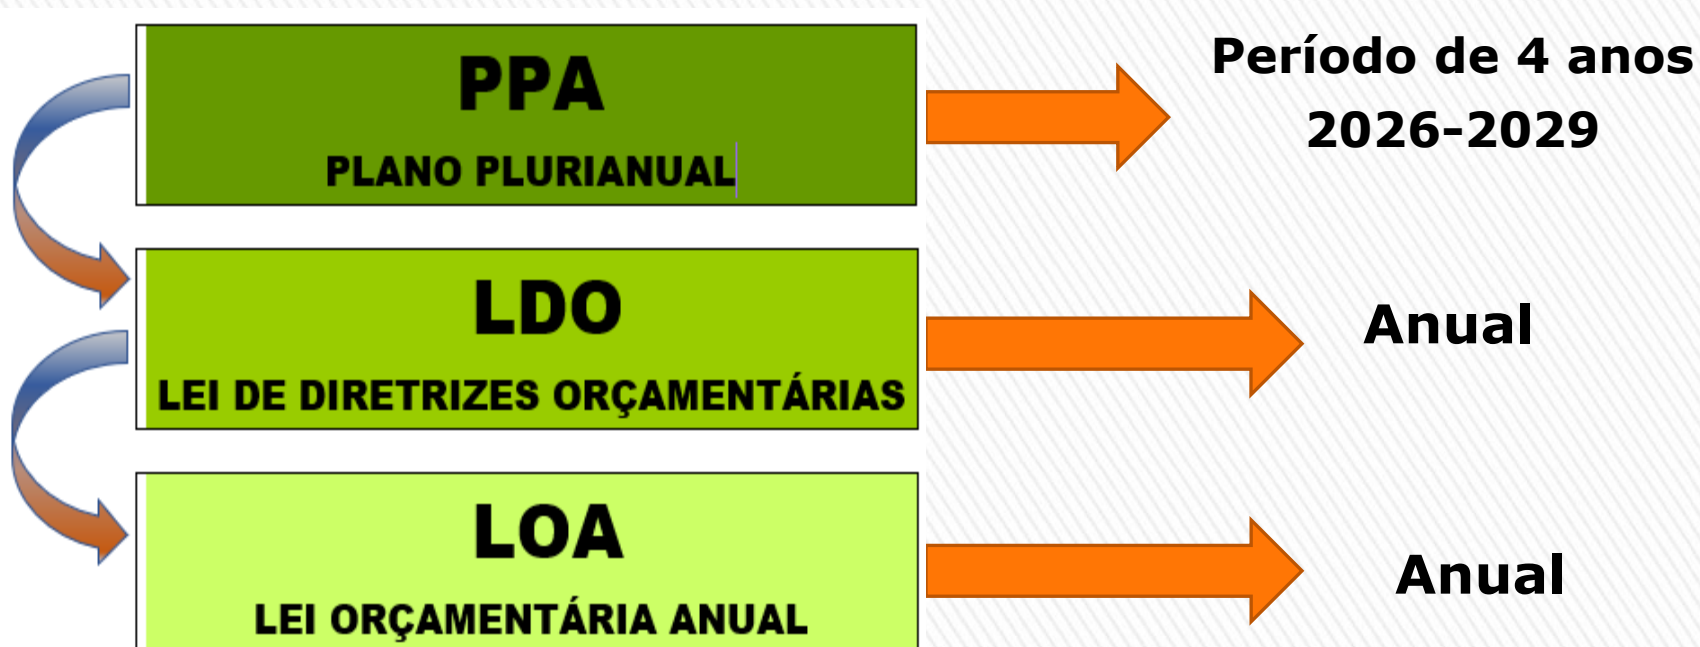 PPA
PLANO PLURIANUAL
Período de 4 anos
2026-2029
LDO
LEI DE DIRETRIZES ORÇAMENTÁRIAS
Anual
LOA
LEI ORÇAMENTÁRIA ANUAL
Anual